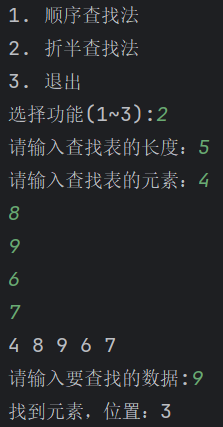 1. 顺序查找法
2. 折半查找法
3. 退出
选择功能(1~3):2
请输入查找表的长度：5
请输入查找表的元素：4
8
9
6
7
4 8 9 6 7
请输入要查找的数据:9
找到元素，位置：3